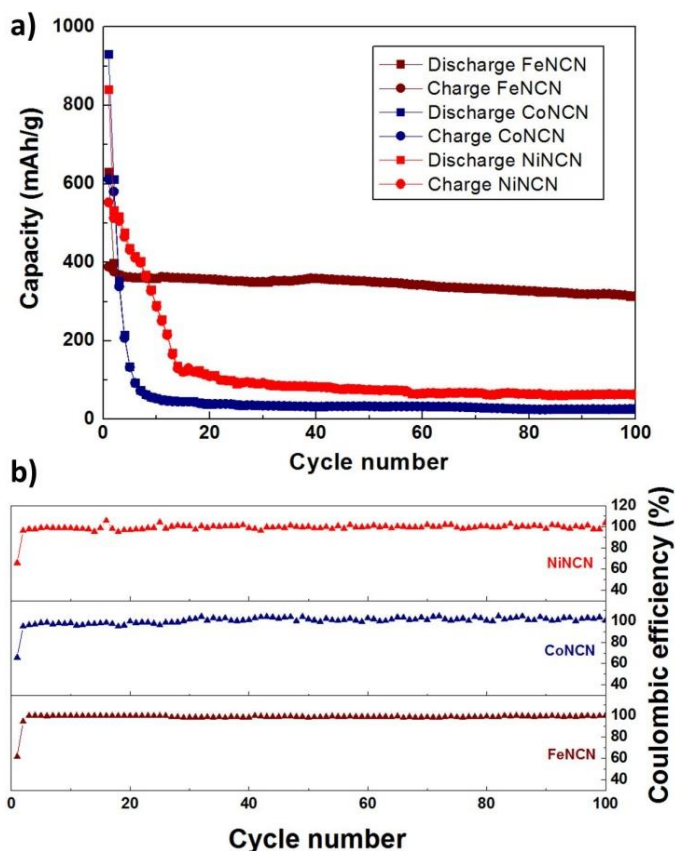 a)
1000
800
600
400
200
0
Capacity (mAh/g)
Discharge FeNCN
Charge FeNCN
Discharge CoNCN
Charge CoNCN
Discharge NiNCN
Charge NiNCN
0 20 40 60 80 100
Cycle number
b)
120
100
80
60
40
NiNCN
100
80
60
40
CoNCN
100
80
60
40
FeNCN
Coulombic efficiency (%)
0 20 40 60 80 100
Cycle number